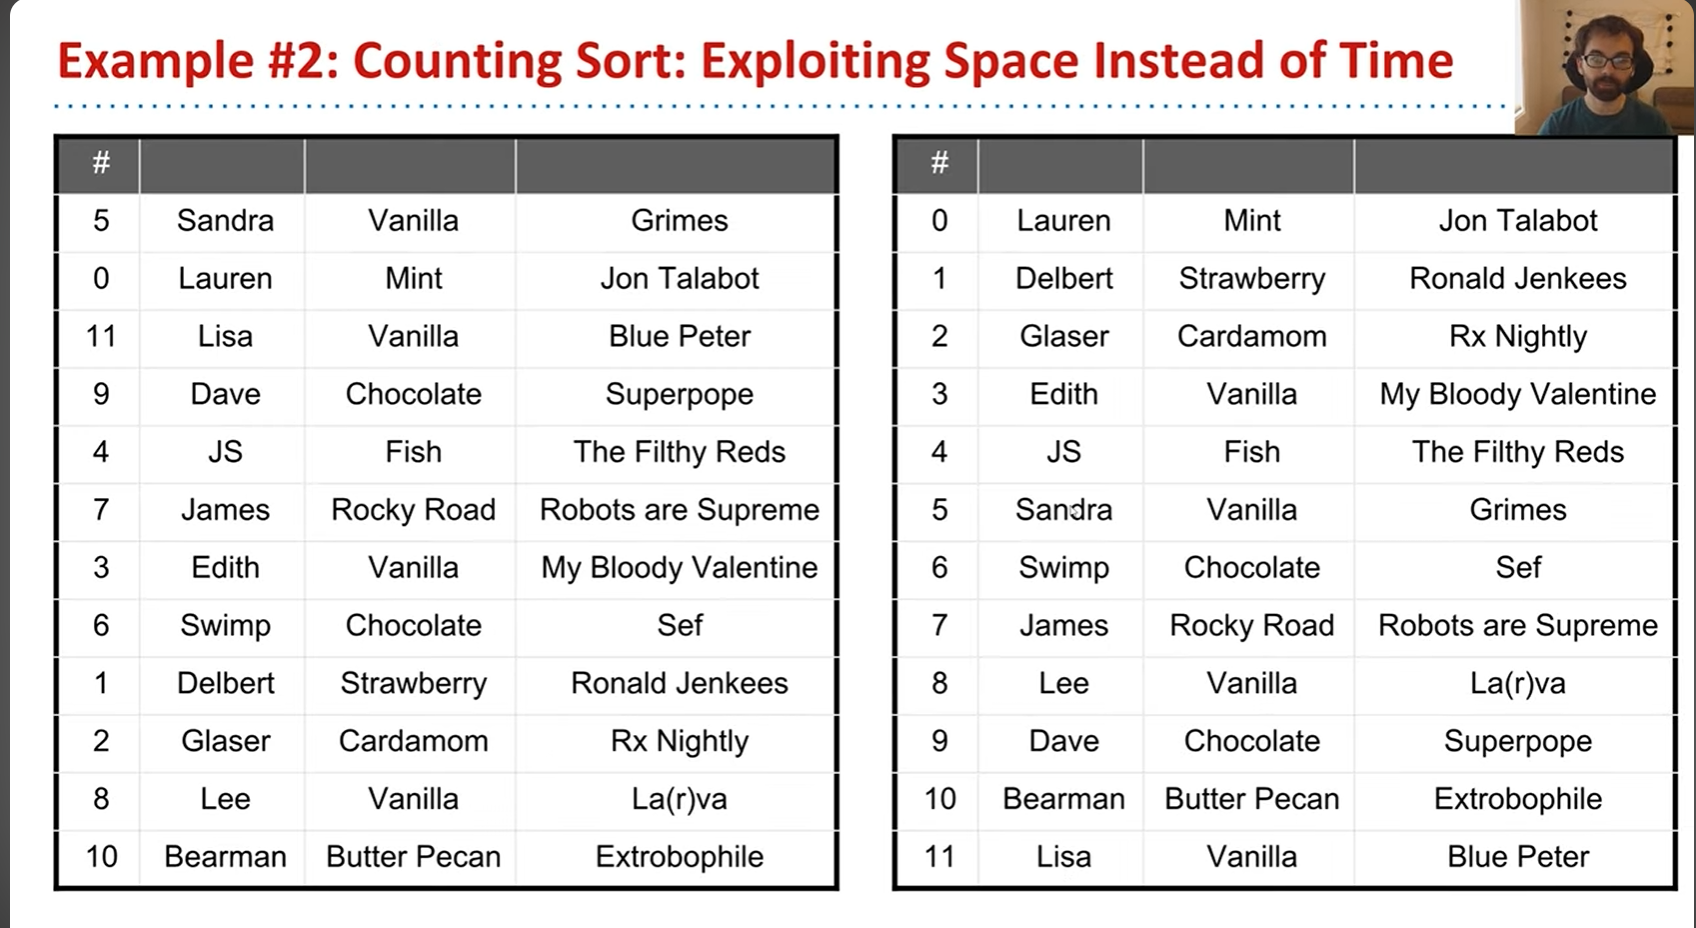 Example #2: Counting Sort: Exploiting Space Instead of Time
#
5 Sandra Vanilla Grimes
0 Lauren Mint Jon Talabot
11 Lisa Vanilla Blue Peter
9 Dave Chocolate Superpope
4 JS Fish The Filthy Reds
7 James Rocky Road Robots are Supreme
3 Edith Vanilla My Bloody Valentine
6 Swimp Chocolate Sef
1 Delbert Strawberry Ronald Jenkees
2 Glaser Cardamom Rx Nightly
8 Lee Vanilla La(r)va
10 Bearman Butter Pecan Extrobophile
#
0 Lauren Mint Jon Talabot
1 Delbert Strawberry Ronald Jenkees
2 Glaser Cardamom Rx Nightly
3 Edith Vanilla My Bloody Valentine
4 JS Fish The Filthy Reds
5 Sandra Vanilla Grimes
6 Swimp Chocolate Sef
7 James Rocky Road Robots are Supreme
8 Lee Vanilla La(r)va
9 Dave Chocolate Superpope
10 Bearman Butter Pecan Extrobophile
11 Lisa Vanilla Blue Peter